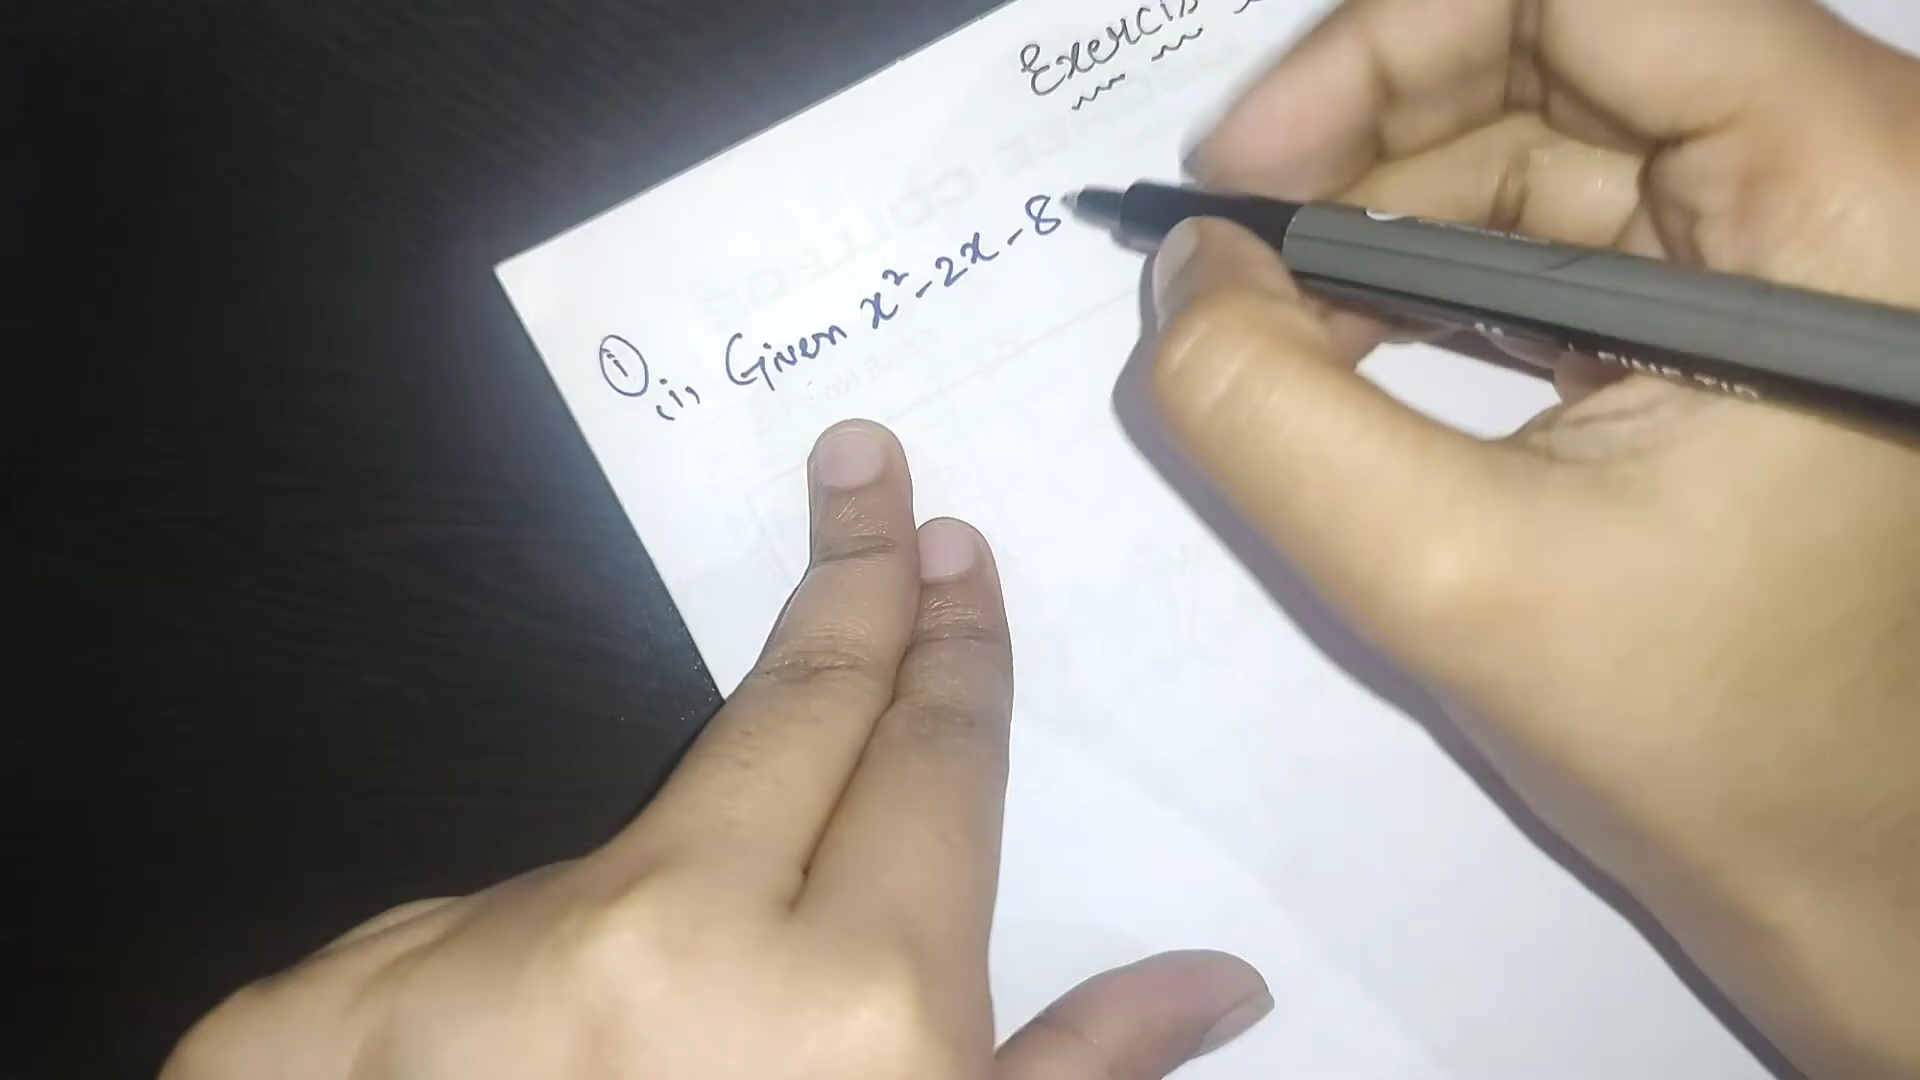 Exercis
① (i) Given x² - 2x - 8